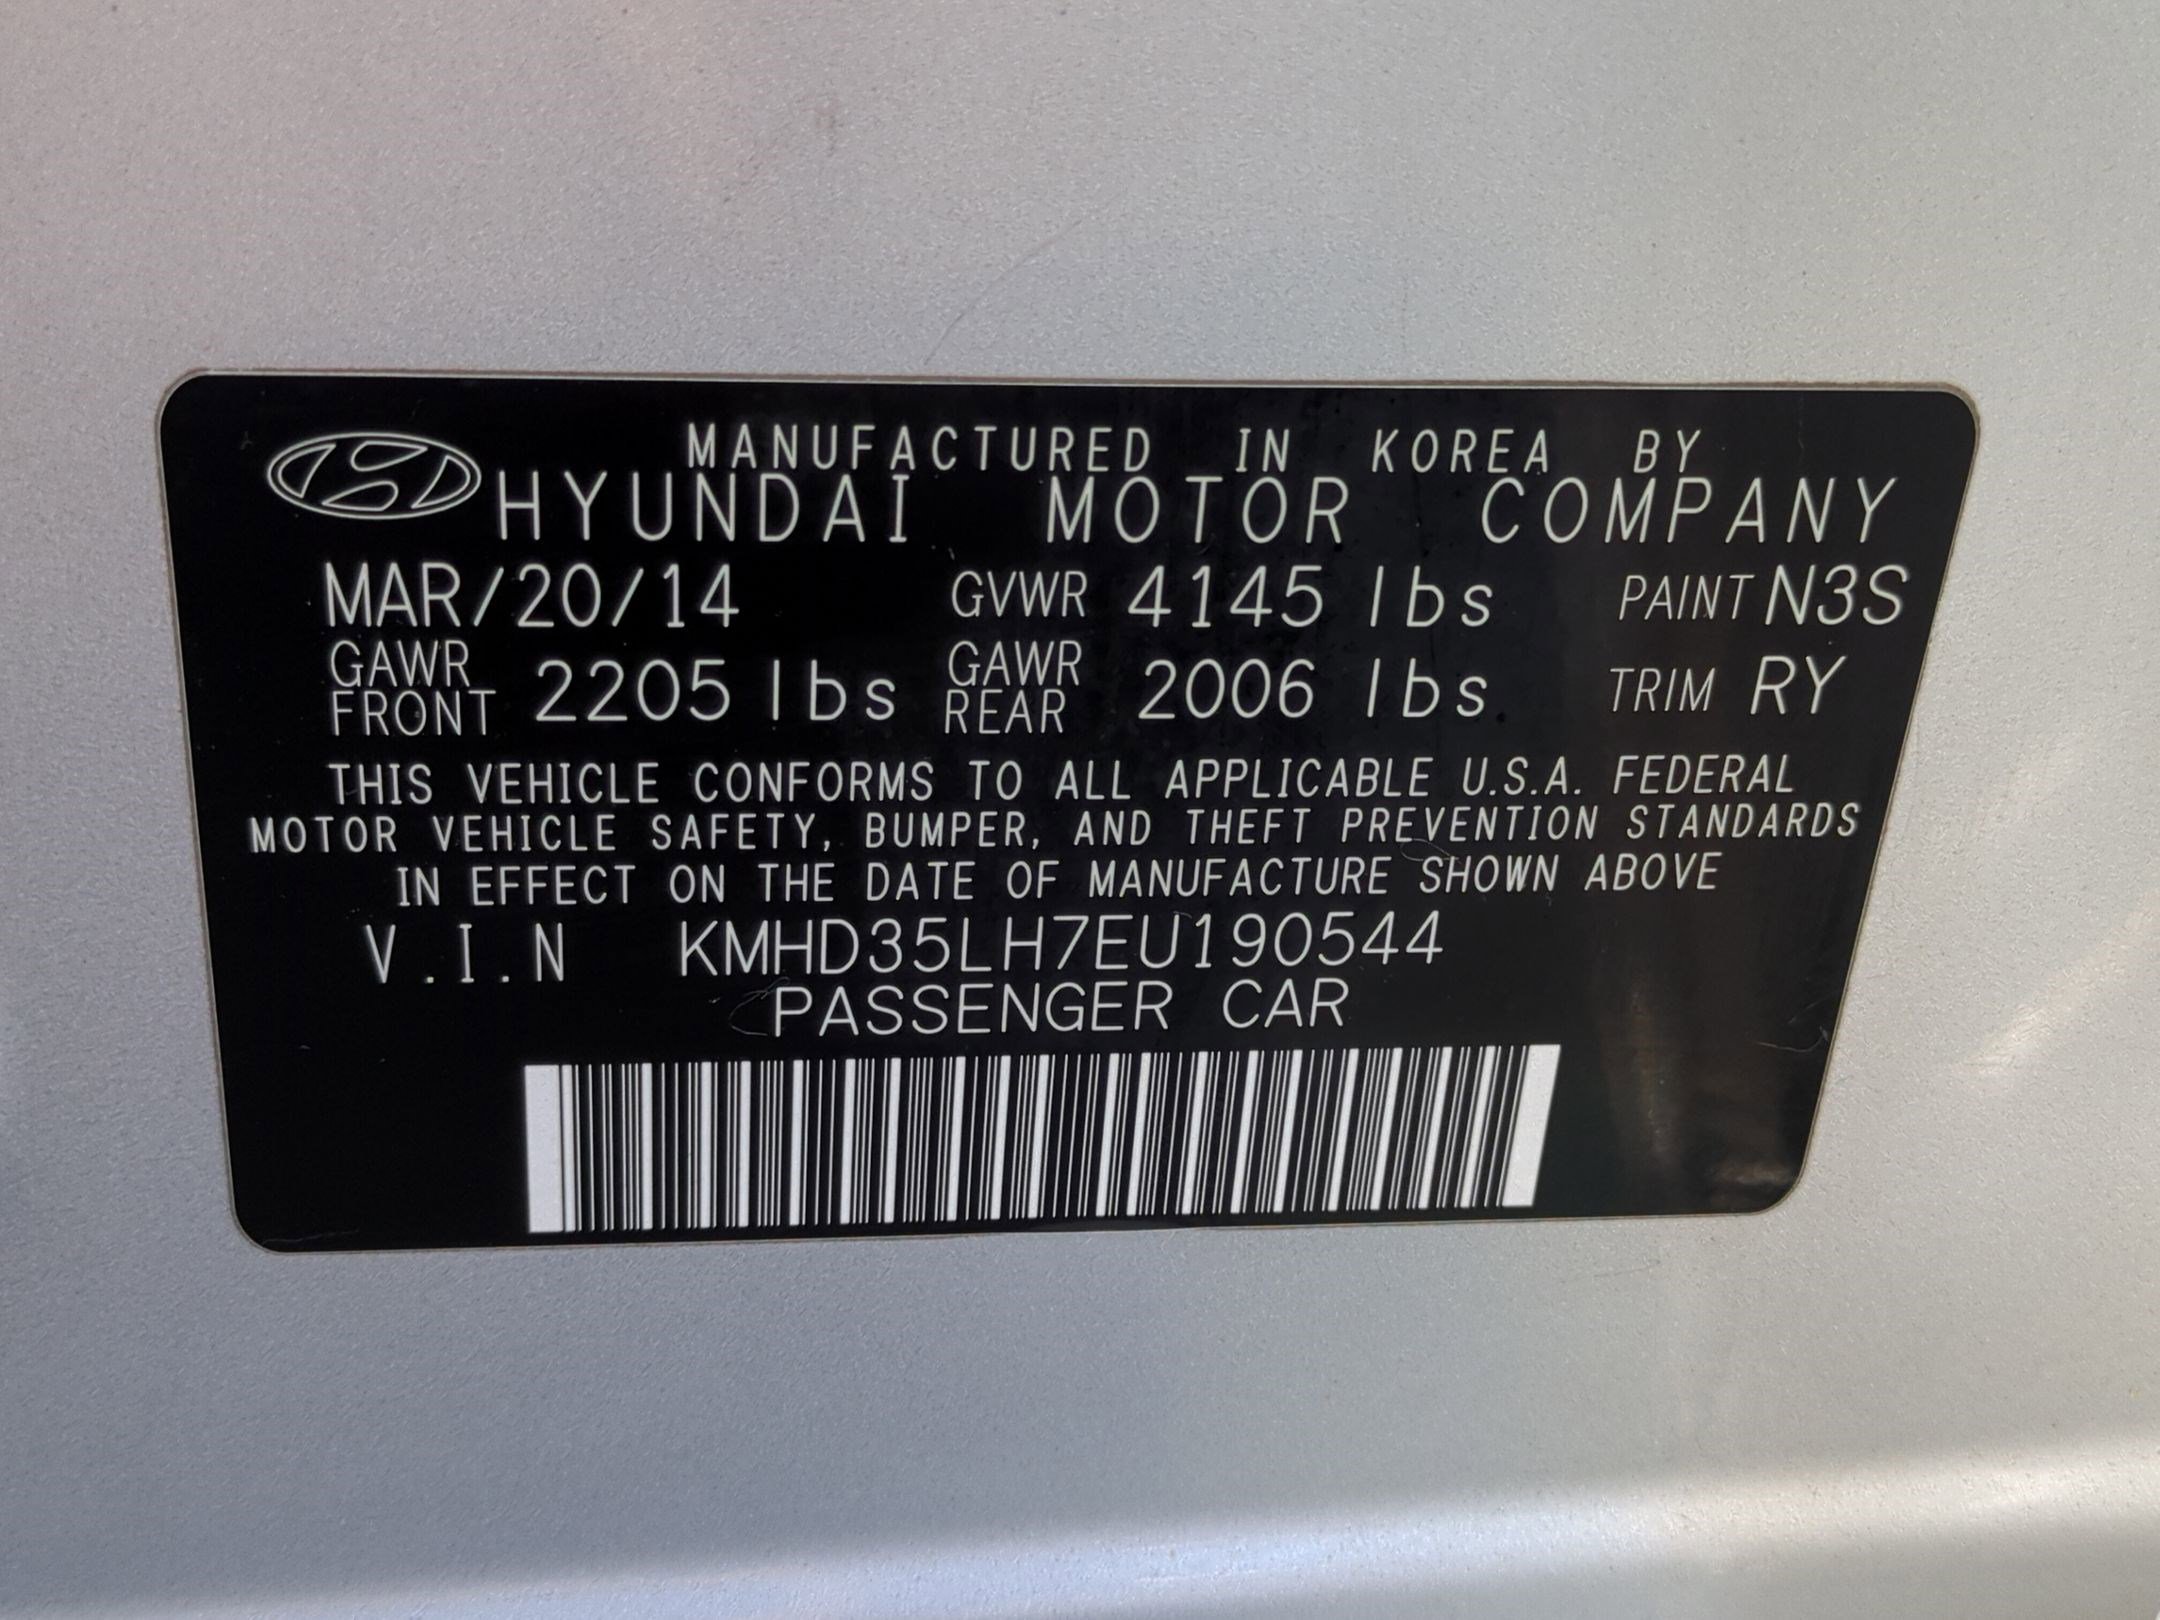 MANUFACTURED IN KOREA BY
HYUNDAI MOTOR COMPANY
MAR/20/14 GVWR 4145 lbs PAINT N3S
GAWR FRONT 2205 lbs GAWR REAR 2006 lbs TRIM RY
THIS VEHICLE CONFORMS TO ALL APPLICABLE U.S.A. FEDERAL
MOTOR VEHICLE SAFETY, BUMPER, AND THEFT PREVENTION STANDARDS
IN EFFECT ON THE DATE OF MANUFACTURE SHOWN ABOVE
V.I.N KMHD35LH7EU190544
PASSENGER CAR